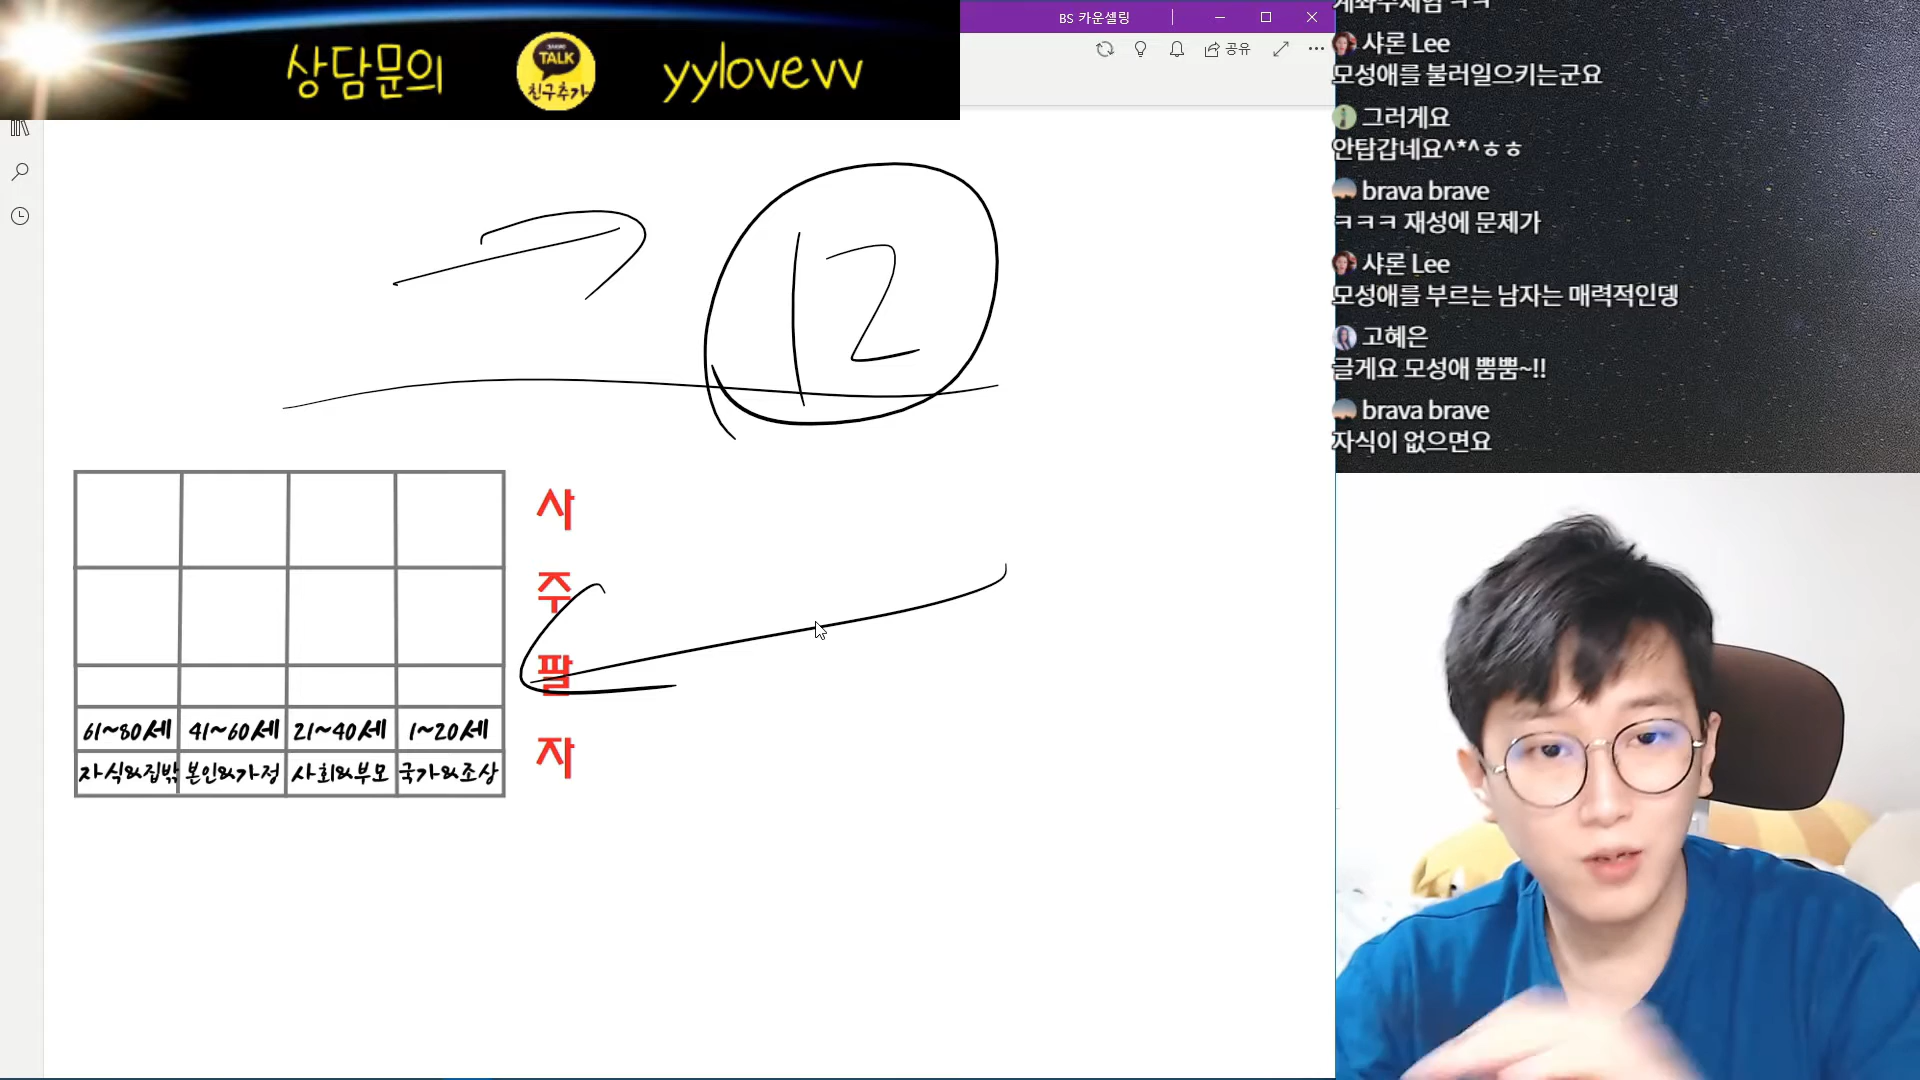 상담문의
TALK
친구추가
yylovevv
BS 카운셀링
공유
12
사
주
팔
자
61~80세 41~60세 21~40세 1~20세
자식&집밖 본인&가정 사회&부모 국가&조상
샤론 Lee
모성애를 불러일으키는군요
그러게요
안탑갑네요^*^ㅎㅎ
brava brave
ㅋㅋㅋ 재성에 문제가
샤론 Lee
모성애를 부르는 남자는 매력적인뎅
고혜은
글게요 모성애 뿜뿜~!!
brava brave
자식이 없으면요